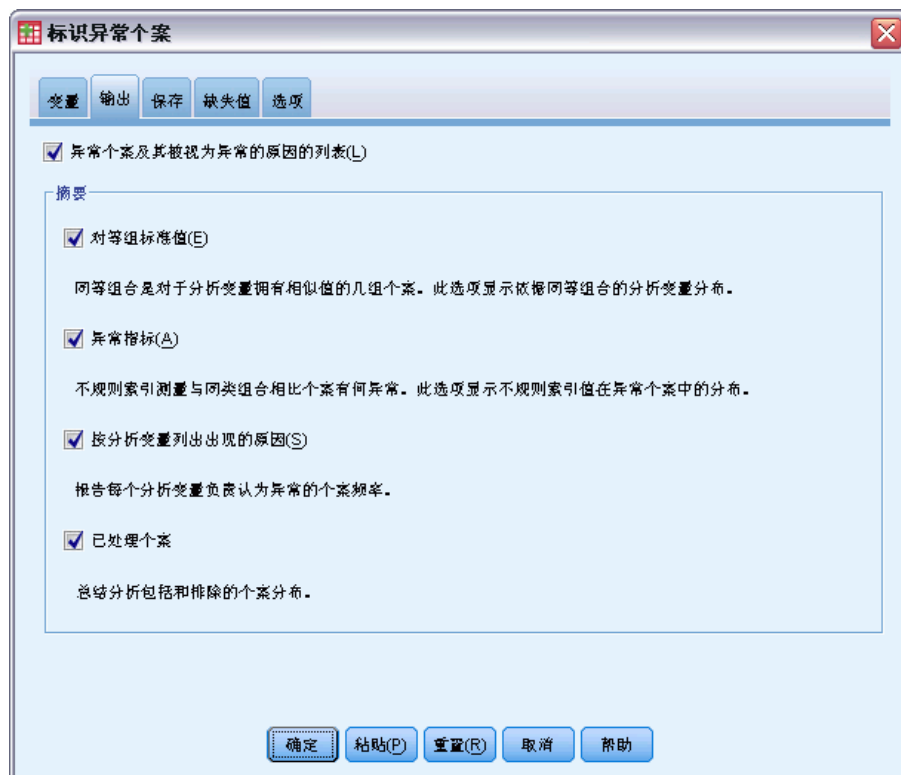 标识异常个案
变量 输出 保存 缺失值 选项
异常个案及其被视为异常的原因的列表(L)
摘要
对等组标准值(E)
同等组合是对于分析变量拥有相似值的几组个案。此选项显示依据同等组合的分析变量分布。
异常指标(A)
不规则索引测量与同类组合相比个案有何异常。此选项显示不规则索引值在异常个案中的分布。
按分析变量列出出现的原因(S)
报告每个分析变量负责认为异常的个案频率。
已处理个案
总结分析包括和排除的个案分布。
确定 粘贴(P) 重置(R) 取消 帮助